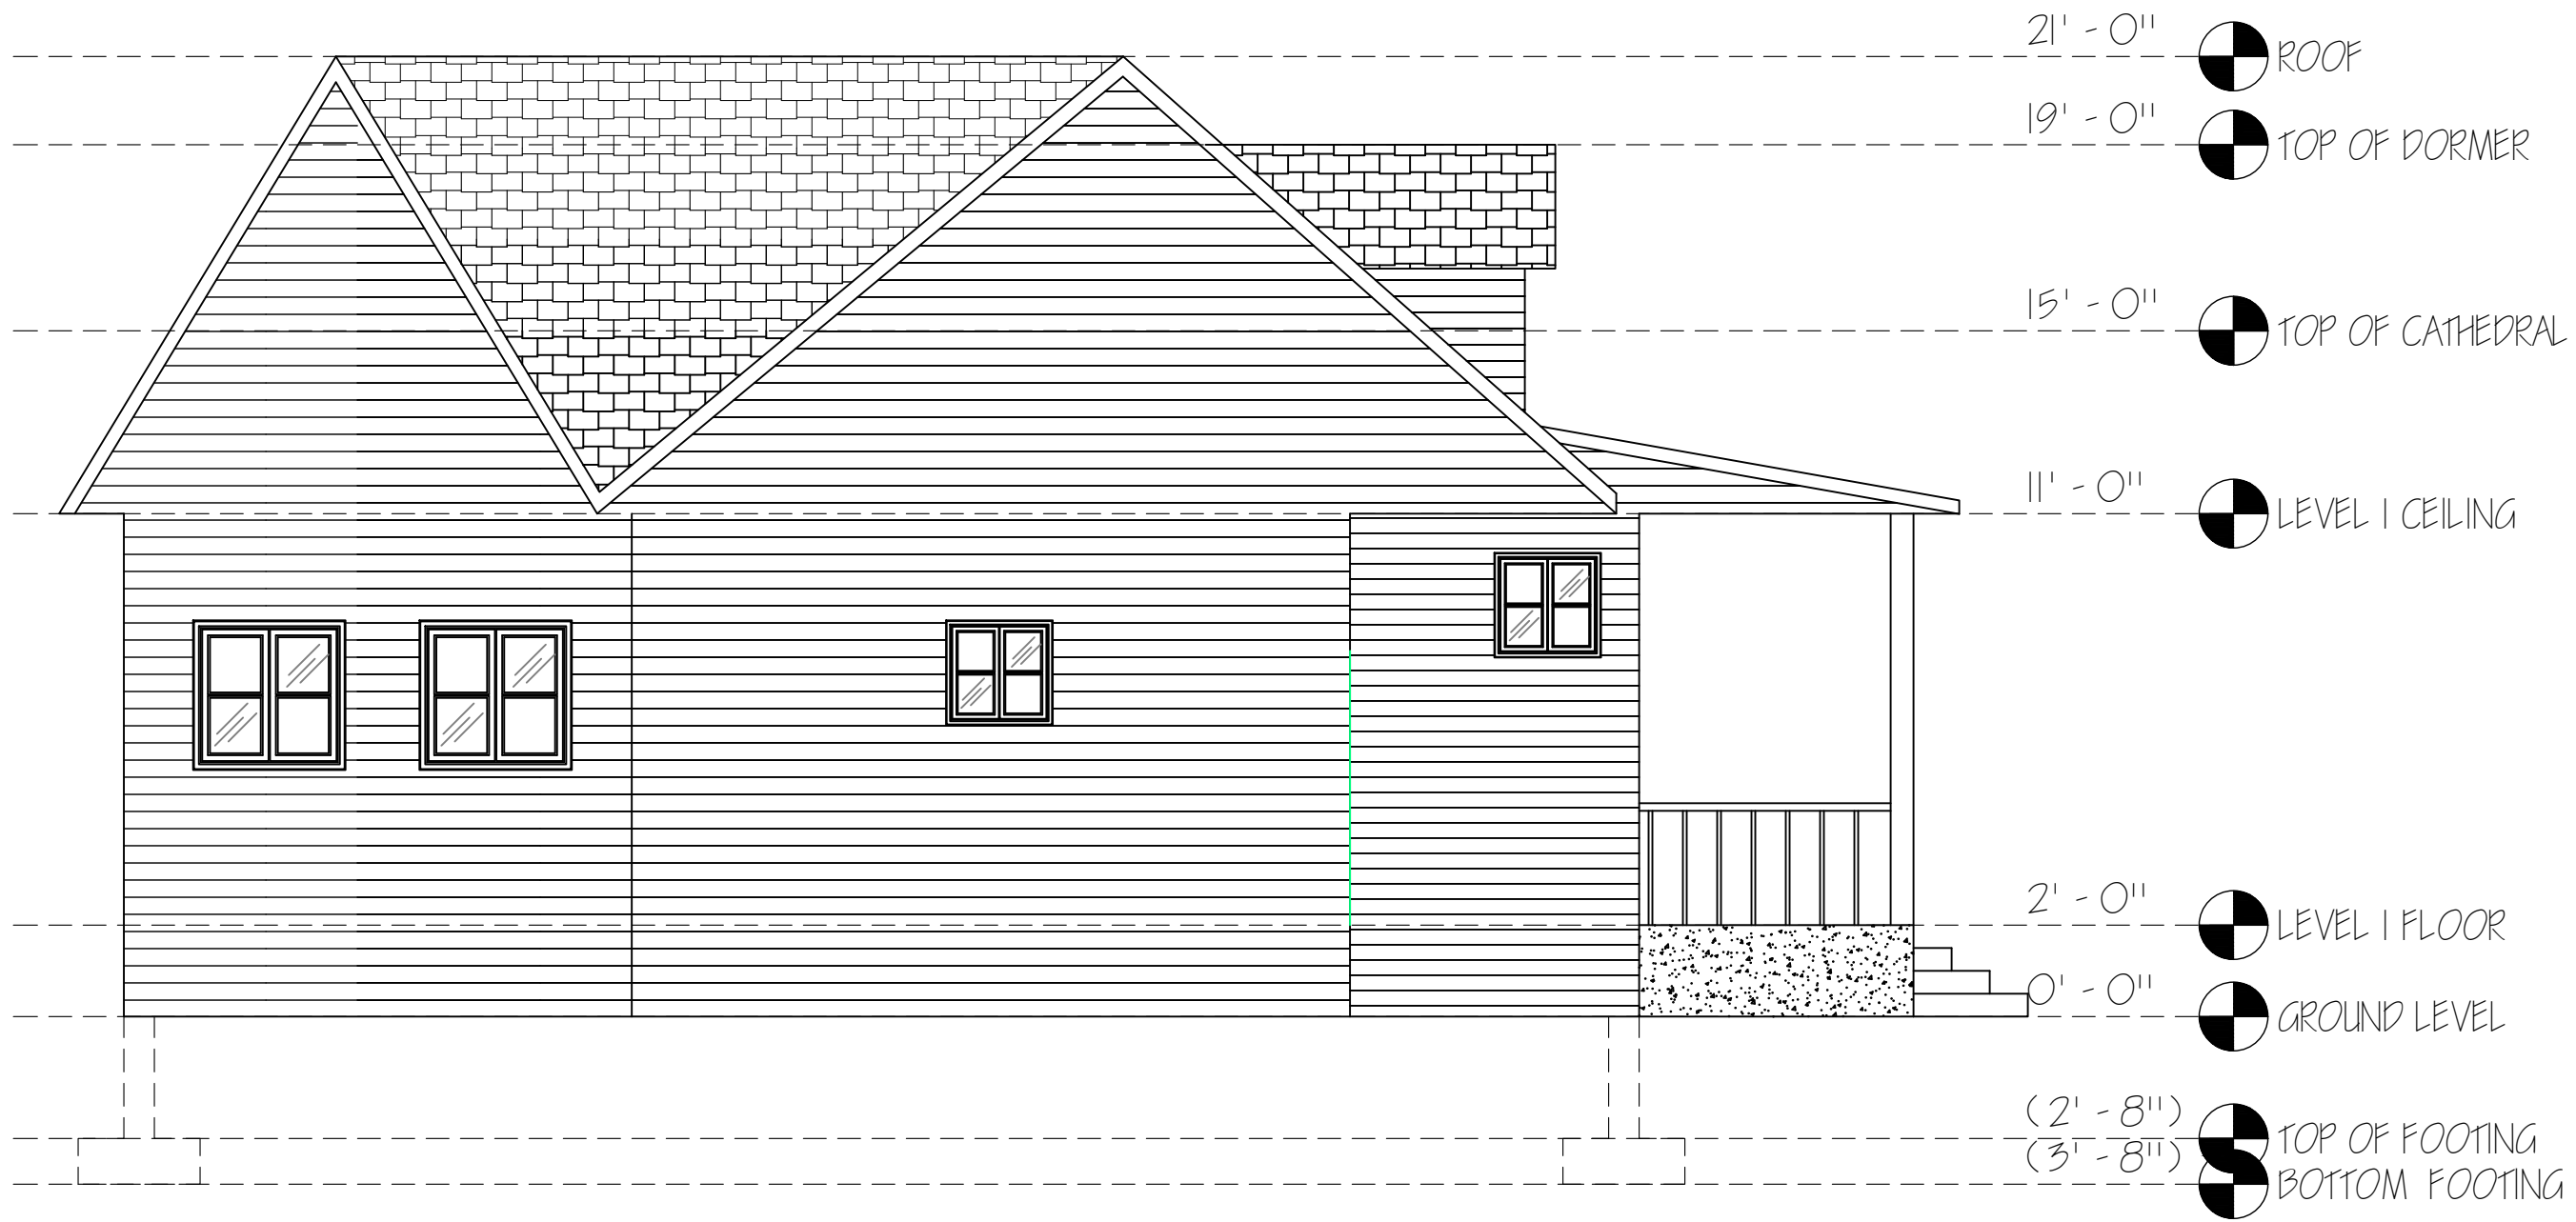 21' - 0" ROOF
19' - 0" TOP OF DORMER
15' - 0" TOP OF CATHEDRAL
11' - 0" LEVEL 1 CEILING
2' - 0" LEVEL 1 FLOOR
0' - 0" GROUND LEVEL
(2' - 8") TOP OF FOOTING
(3' - 8") BOTTOM FOOTING